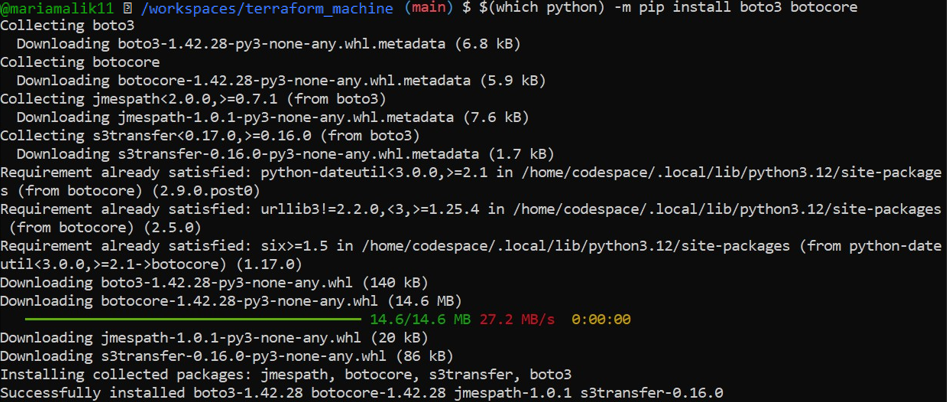 @mariamalik11 /workspaces/terraform_machine (main) $ $(which python) -m pip install boto3 botocore
Collecting boto3
  Downloading boto3-1.42.28-py3-none-any.whl.metadata (6.8 kB)
Collecting botocore
  Downloading botocore-1.42.28-py3-none-any.whl.metadata (5.9 kB)
Collecting jmespath<2.0.0,>=0.7.1 (from boto3)
  Downloading jmespath-1.0.1-py3-none-any.whl.metadata (7.6 kB)
Collecting s3transfer<0.17.0,>=0.16.0 (from boto3)
  Downloading s3transfer-0.16.0-py3-none-any.whl.metadata (1.7 kB)
Requirement already satisfied: python-dateutil<3.0.0,>=2.1 in /home/codespace/.local/lib/python3.12/site-package
s (from botocore) (2.9.0.post0)
Requirement already satisfied: urllib3!=2.2.0,<3,>=1.25.4 in /home/codespace/.local/lib/python3.12/site-packages
 (from botocore) (2.5.0)
Requirement already satisfied: six>=1.5 in /home/codespace/.local/lib/python3.12/site-packages (from python-date
util<3.0.0,>=2.1->botocore) (1.17.0)
Downloading boto3-1.42.28-py3-none-any.whl (140 kB)
Downloading botocore-1.42.28-py3-none-any.whl (14.6 MB)
14.6/14.6 MB 27.2 MB/s  0:00:00
Downloading jmespath-1.0.1-py3-none-any.whl (20 kB)
Downloading s3transfer-0.16.0-py3-none-any.whl (86 kB)
Installing collected packages: jmespath, botocore, s3transfer, boto3
Successfully installed boto3-1.42.28 botocore-1.42.28 jmespath-1.0.1 s3transfer-0.16.0